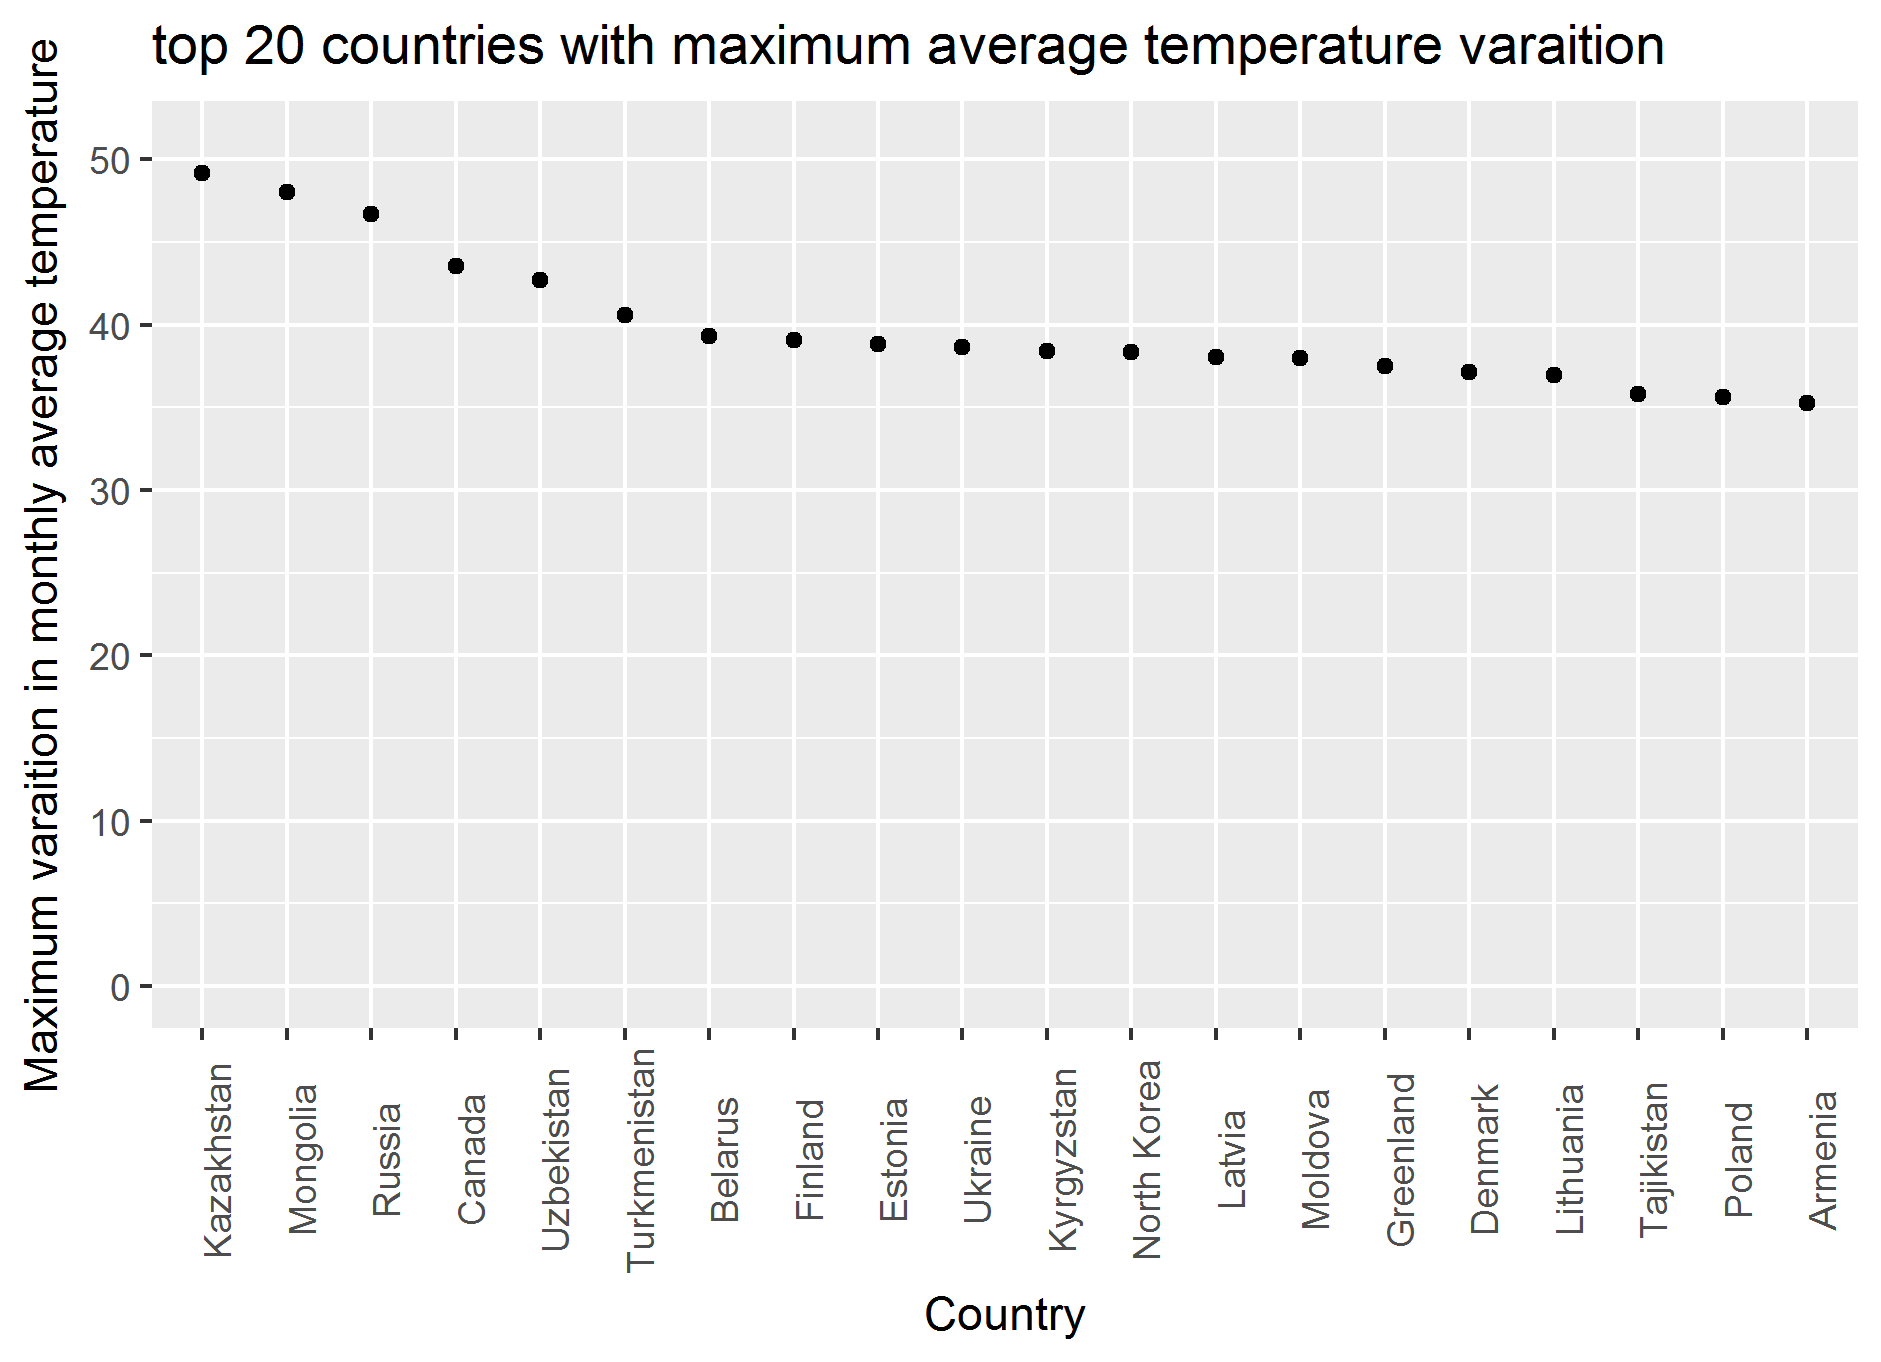 top 20 countries with maximum average temperature varaition
Maximum varaition in monthly average temperature
50
40
30
20
10
0
Kazakhstan
Mongolia
Russia
Canada
Uzbekistan
Turkmenistan
Belarus
Finland
Estonia
Ukraine
Kyrgyzstan
North Korea
Latvia
Moldova
Greenland
Denmark
Lithuania
Tajikistan
Poland
Armenia
Country